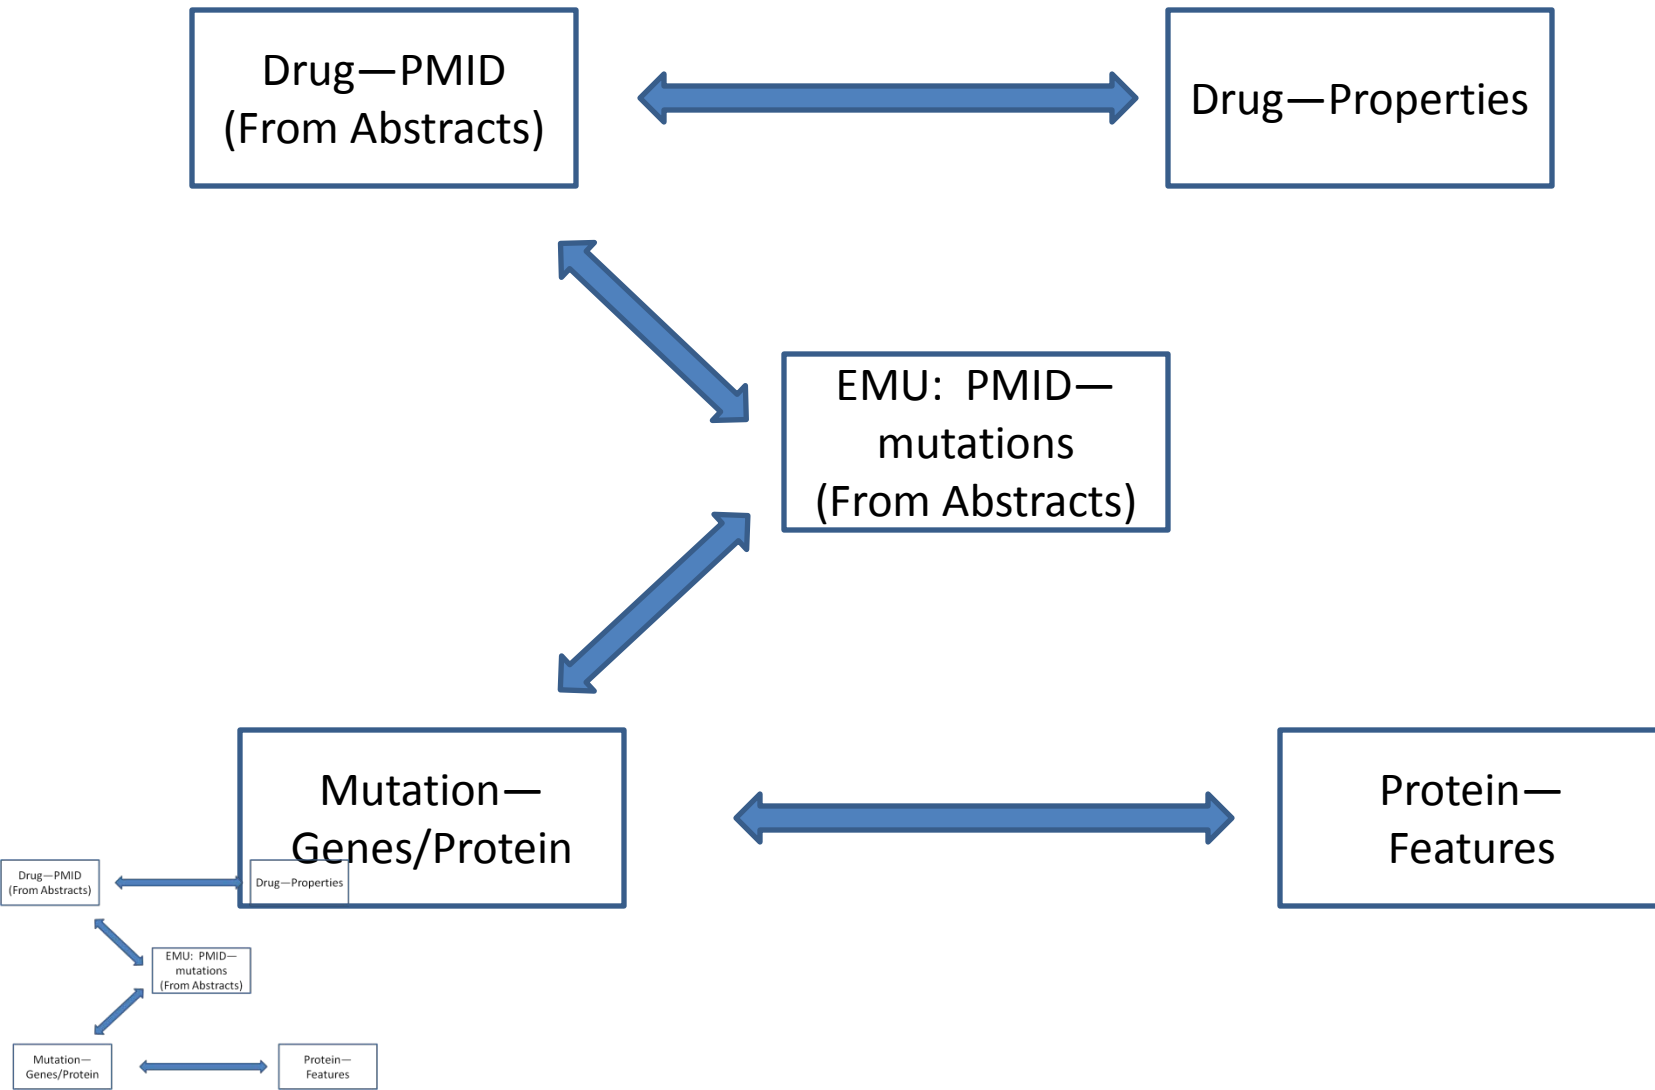 Drug—PMID
(From Abstracts)
Drug—Properties
EMU:  PMID—
mutations
(From Abstracts)
Mutation—
Genes/Protein
Protein—
Features
Drug—PMID
(From Abstracts)
Drug—Properties
EMU:  PMID—
mutations
(From Abstracts)
Mutation—
Genes/Protein
Protein—
Features